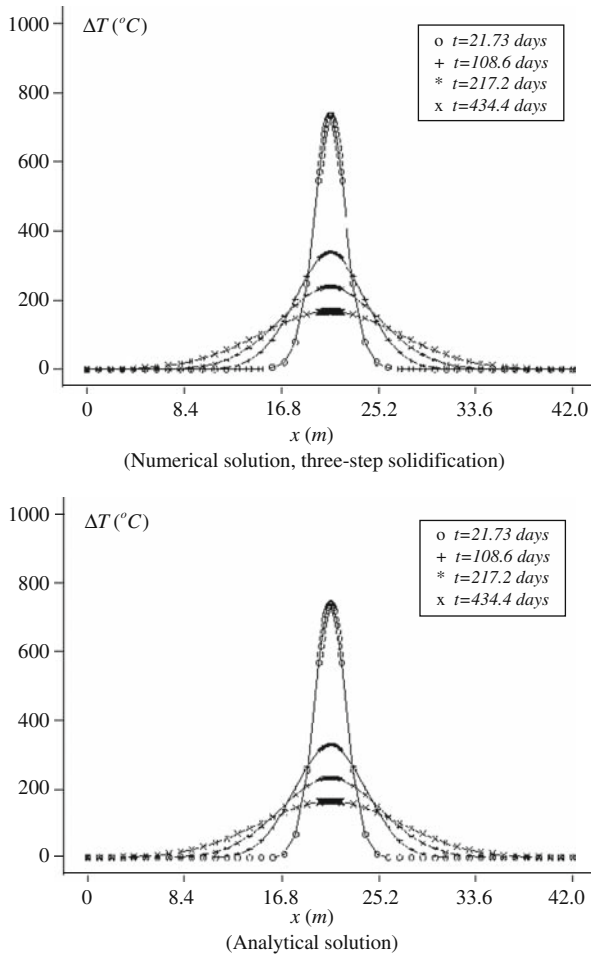 ΔT (°C)
1000
800
600
400
200
0
o t=21.73 days
+ t=108.6 days
* t=217.2 days
x t=434.4 days
0 8.4 16.8 25.2 33.6 42.0
x (m)
(Numerical solution, three-step solidification)
ΔT (°C)
1000
800
600
400
200
0
o t=21.73 days
+ t=108.6 days
* t=217.2 days
x t=434.4 days
0 8.4 16.8 25.2 33.6 42.0
x (m)
(Analytical solution)